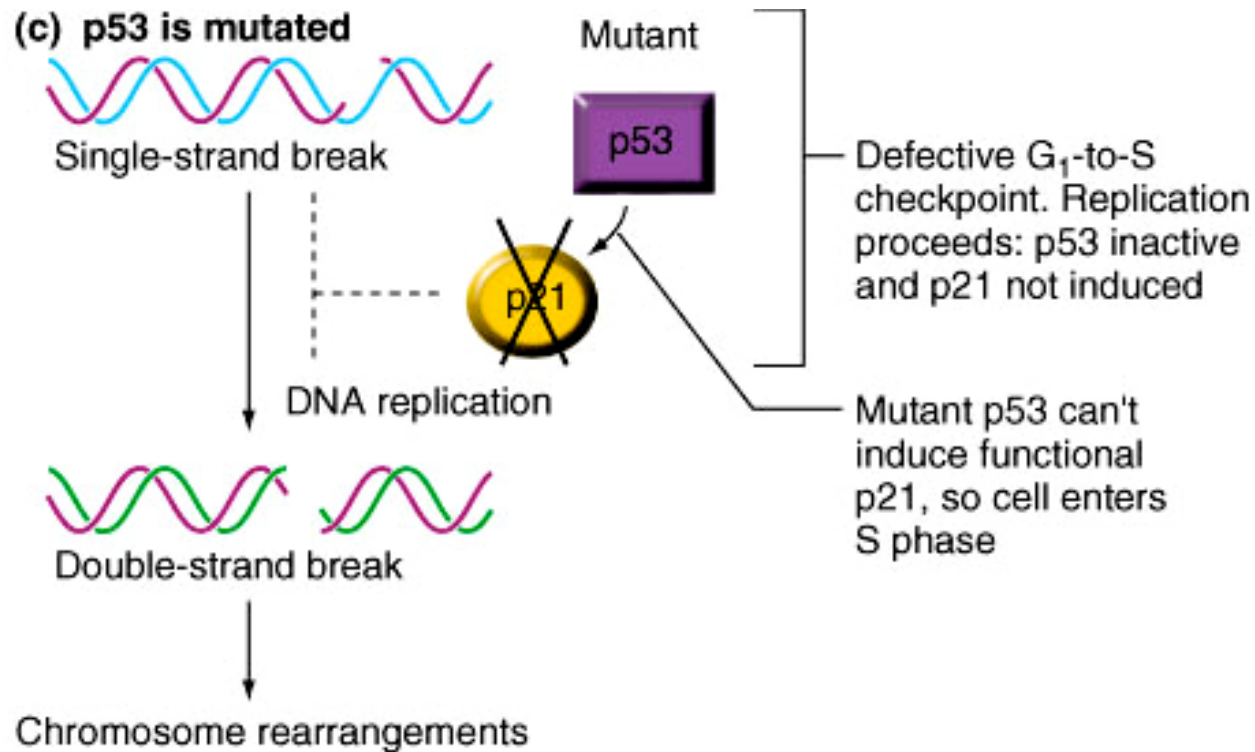 (c) p53 is mutated
Mutant
p53
Single-strand break
Defective G₁-to-S
checkpoint. Replication
proceeds: p53 inactive
and p21 not induced
p21
DNA replication
Mutant p53 can't
induce functional
p21, so cell enters
S phase
Double-strand break
Chromosome rearrangements